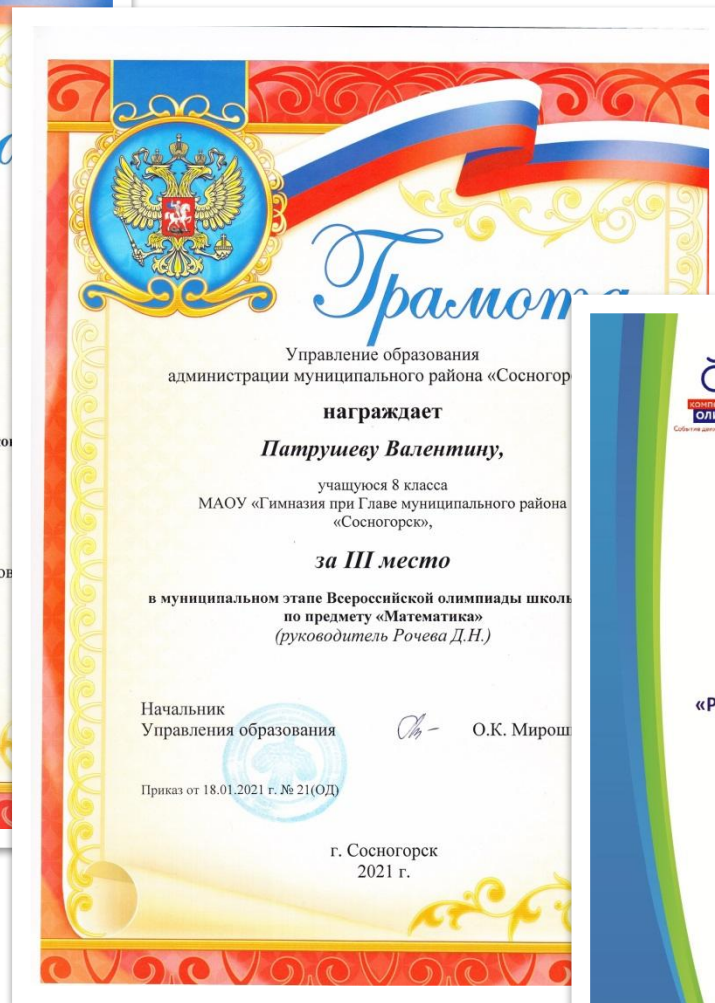 Грамота
Управление образования
администрации муниципального района «Сосногор
награждает
Патрушеву Валентину,
учащуюся 8 класса
МАОУ «Гимназия при Главе муниципального района
«Сосногорск»,
за III место
в муниципальном этапе Всероссийской олимпиады школь
по предмету «Математика»
(руководитель Рочева Д.Н.)
Начальник
Управления образования О.К. Мирош
Приказ от 18.01.2021 г. № 21(ОД)
г. Сосногорск
2021 г.
«Р